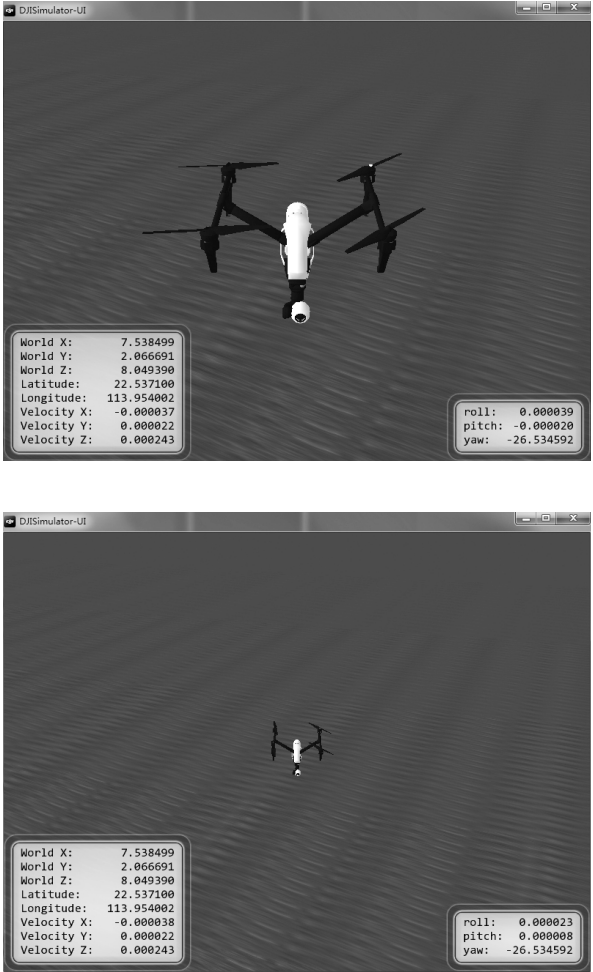 DJISimulator-UI
World X: 7.538499
World Y: 2.066691
World Z: 8.049390
Latitude: 22.537100
Longitude: 113.954002
Velocity X: -0.000037
Velocity Y: 0.000022
Velocity Z: 0.000243
roll: 0.000039
pitch: -0.000020
yaw: -26.534592
DJISimulator-UI
World X: 7.538499
World Y: 2.066691
World Z: 8.049390
Latitude: 22.537100
Longitude: 113.954002
Velocity X: -0.000038
Velocity Y: 0.000022
Velocity Z: 0.000243
roll: 0.000023
pitch: 0.000008
yaw: -26.534592